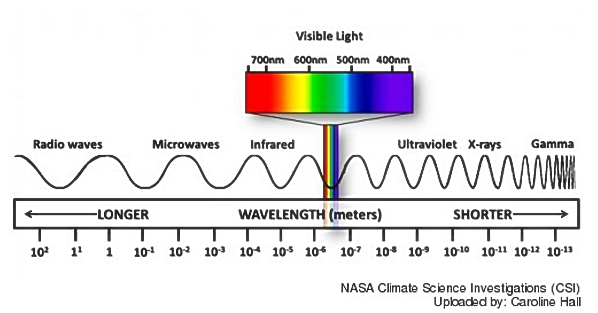 Visible Light
700nm 600nm 500nm 400nm
Radio waves Microwaves Infrared Ultraviolet X-rays Gamma
LONGER WAVELENGTH (meters) SHORTER
10² 1¹ 1 10⁻¹ 10⁻² 10⁻³ 10⁻⁴ 10⁻⁵ 10⁻⁶ 10⁻⁷ 10⁻⁸ 10⁻⁹ 10⁻¹⁰ 10⁻¹¹ 10⁻¹² 10⁻¹³
NASA Climate Science Investigations (CSI)
Uploaded by: Caroline Hall